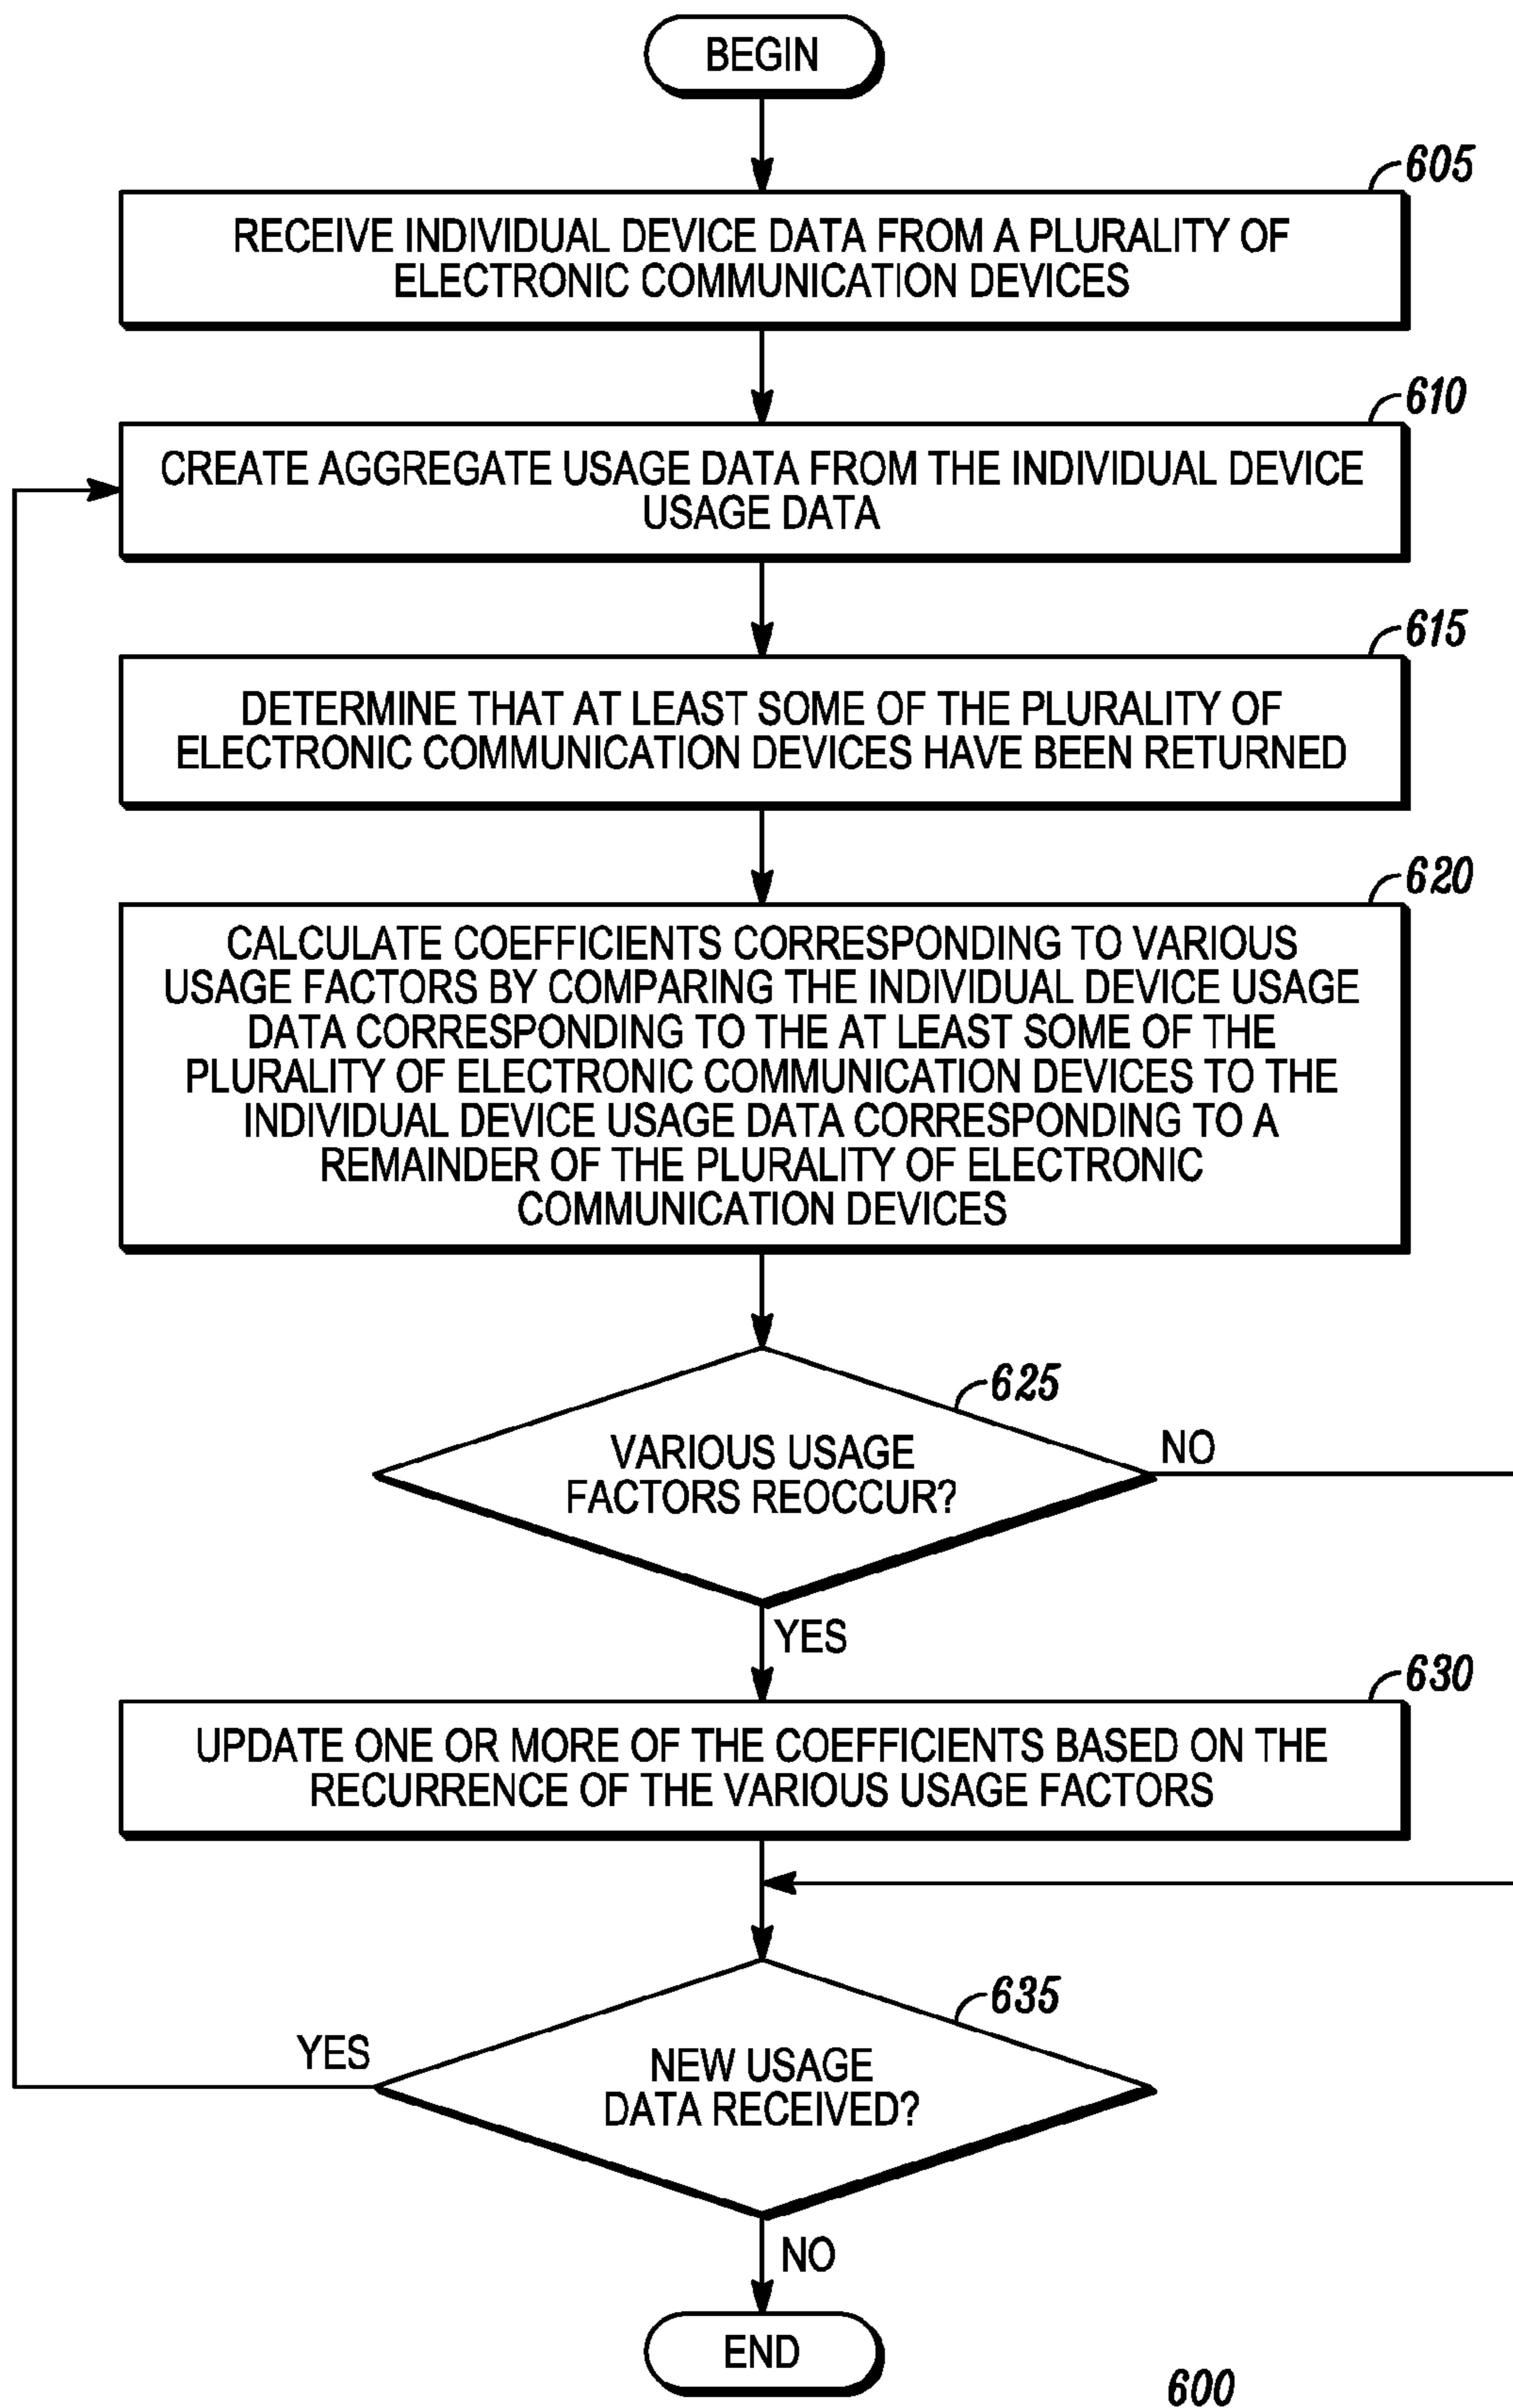 BEGIN
605
RECEIVE INDIVIDUAL DEVICE DATA FROM A PLURALITY OF
ELECTRONIC COMMUNICATION DEVICES
610
CREATE AGGREGATE USAGE DATA FROM THE INDIVIDUAL DEVICE
USAGE DATA
615
DETERMINE THAT AT LEAST SOME OF THE PLURALITY OF
ELECTRONIC COMMUNICATION DEVICES HAVE BEEN RETURNED
620
CALCULATE COEFFICIENTS CORRESPONDING TO VARIOUS
USAGE FACTORS BY COMPARING THE INDIVIDUAL DEVICE USAGE
DATA CORRESPONDING TO THE AT LEAST SOME OF THE
PLURALITY OF ELECTRONIC COMMUNICATION DEVICES TO THE
INDIVIDUAL DEVICE USAGE DATA CORRESPONDING TO A
REMAINDER OF THE PLURALITY OF ELECTRONIC
COMMUNICATION DEVICES
625
VARIOUS USAGE
FACTORS REOCCUR?
NO
YES
630
UPDATE ONE OR MORE OF THE COEFFICIENTS BASED ON THE
RECURRENCE OF THE VARIOUS USAGE FACTORS
635
YES
NEW USAGE
DATA RECEIVED?
NO
END
600